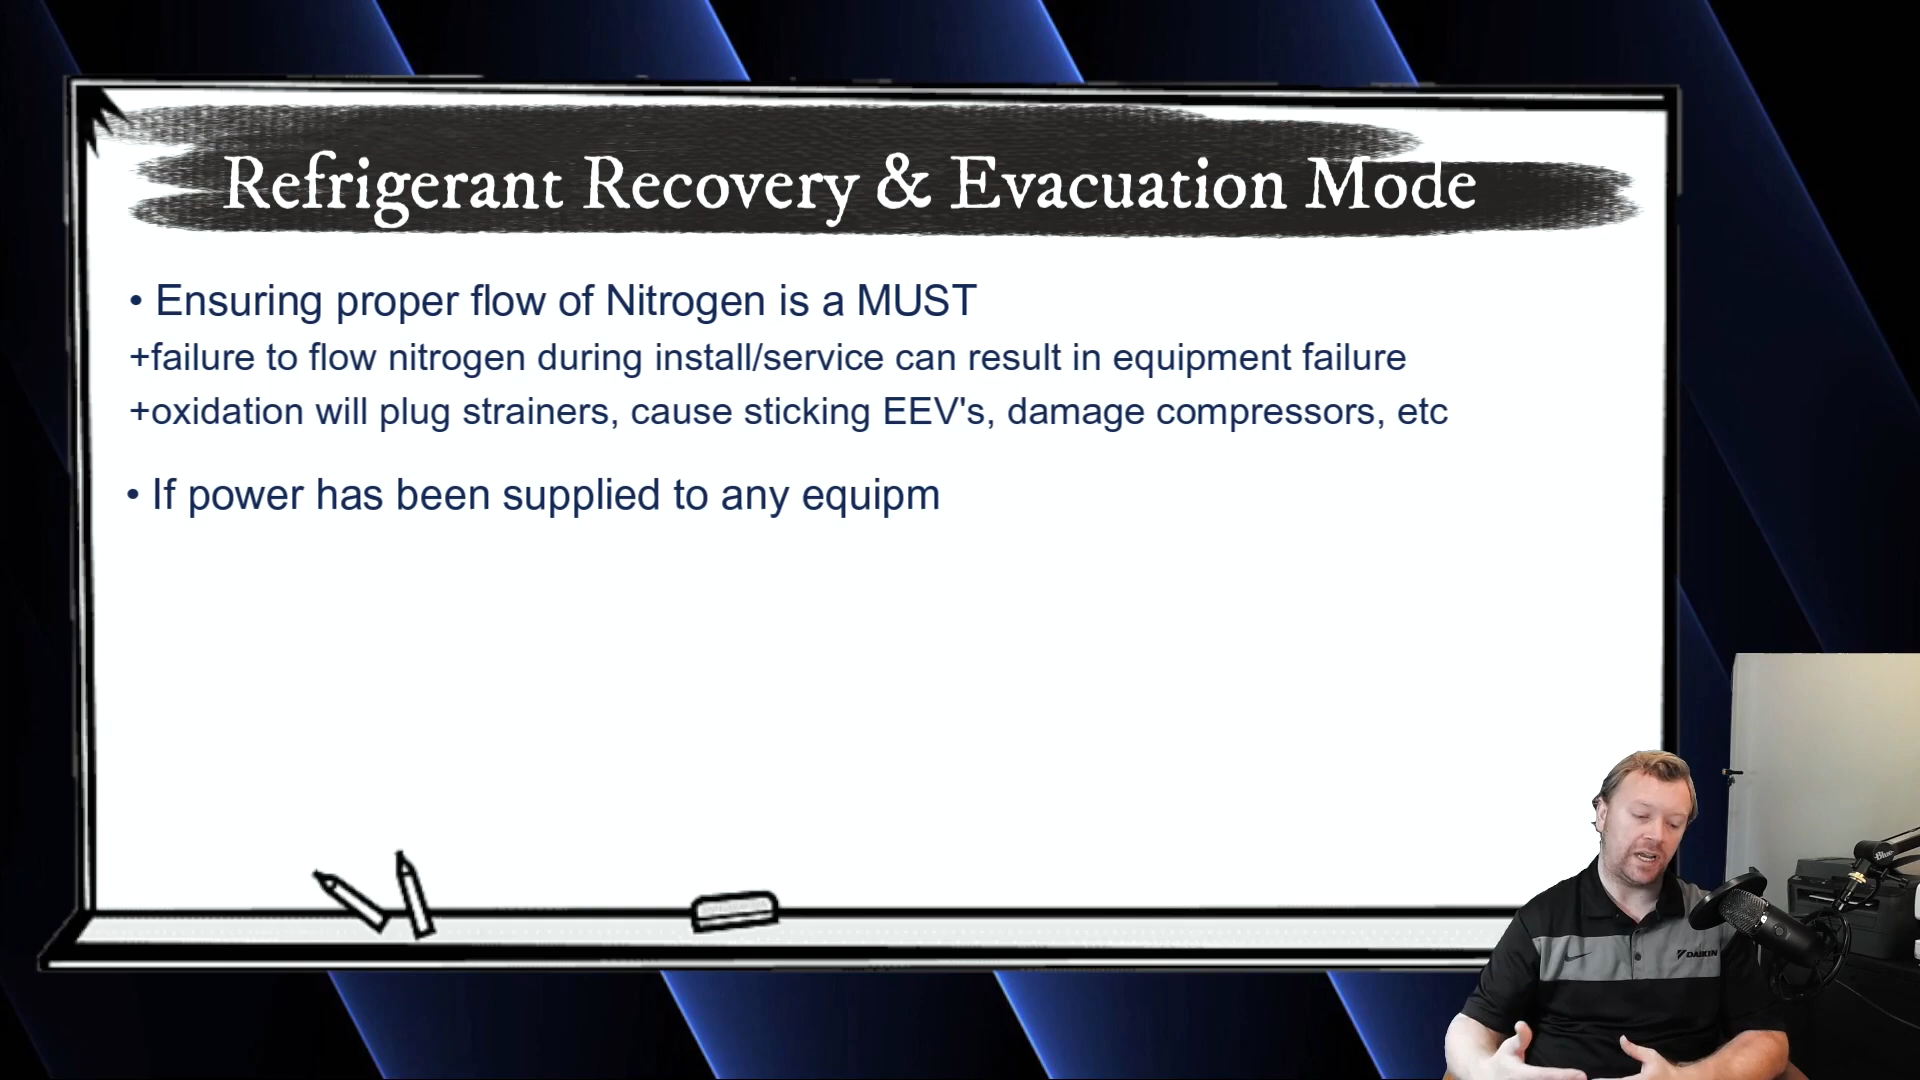 Refrigerant Recovery & Evacuation Mode
• Ensuring proper flow of Nitrogen is a MUST
+failure to flow nitrogen during install/service can result in equipment failure
+oxidation will plug strainers, cause sticking EEV's, damage compressors, etc
• If power has been supplied to any equipm
DAIKIN
Blue